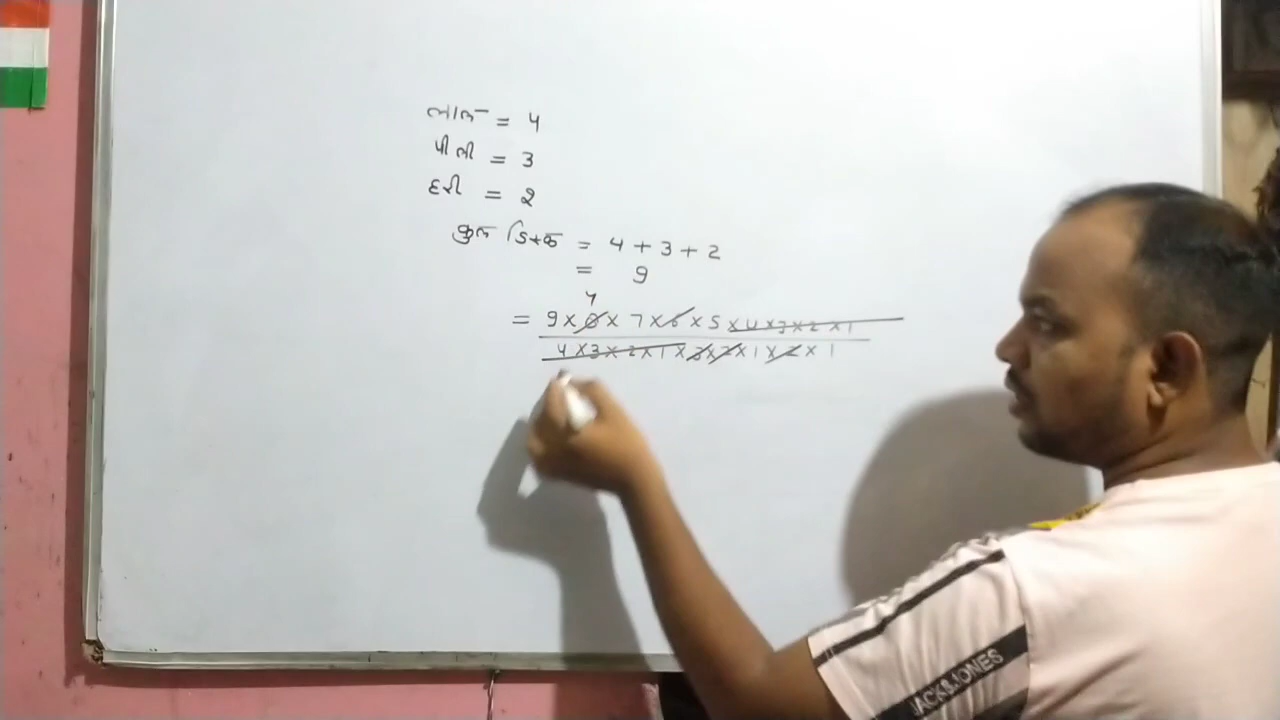 लाल = 4
पीली = 3
हरी = 2
कुल डिस्क = 4 + 3 + 2
= 9
4
= 9 × 8 × 7 × 6 × 5 × 4 × 3 × 2 × 1
4 × 3 × 2 × 1 × 3 × 2 × 1 × 2 × 1
JACK&JONES